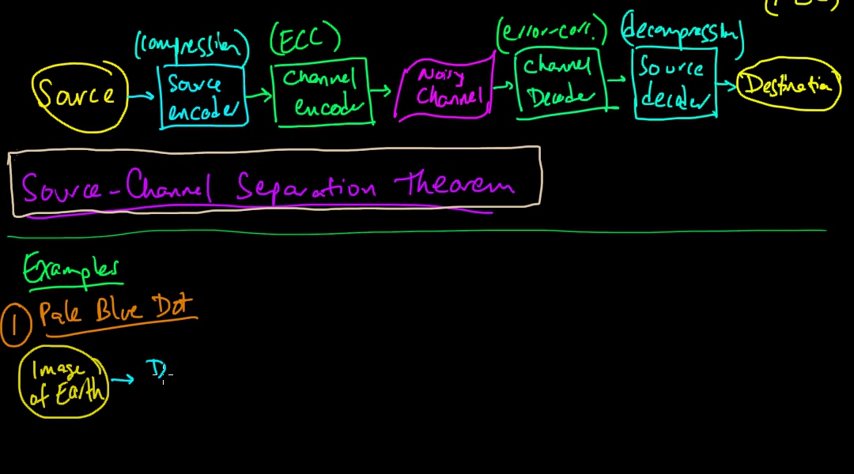 (compression) (ECC) (error-corr.) (decompression)
Source → Source encoder → Channel encoder → Noisy Channel → Channel Decoder → Source decoder → Destination
Source-Channel Separation Theorem
Examples
1 Pale Blue Dot
Image of Earth →